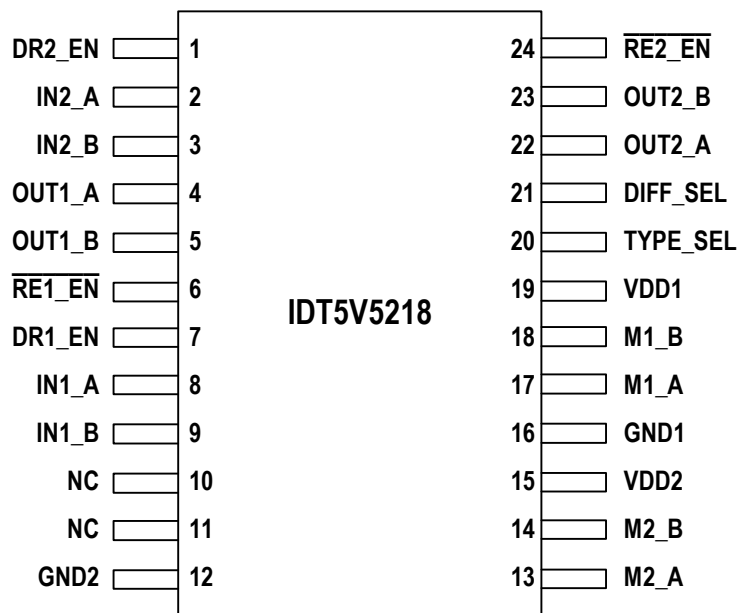 DR2_EN 1 24 RE2_EN
IN2_A 2 23 OUT2_B
IN2_B 3 22 OUT2_A
OUT1_A 4 21 DIFF_SEL
OUT1_B 5 20 TYPE_SEL
RE1_EN 6 19 VDD1
IDT5V5218
DR1_EN 7 18 M1_B
IN1_A 8 17 M1_A
IN1_B 9 16 GND1
NC 10 15 VDD2
NC 11 14 M2_B
GND2 12 13 M2_A